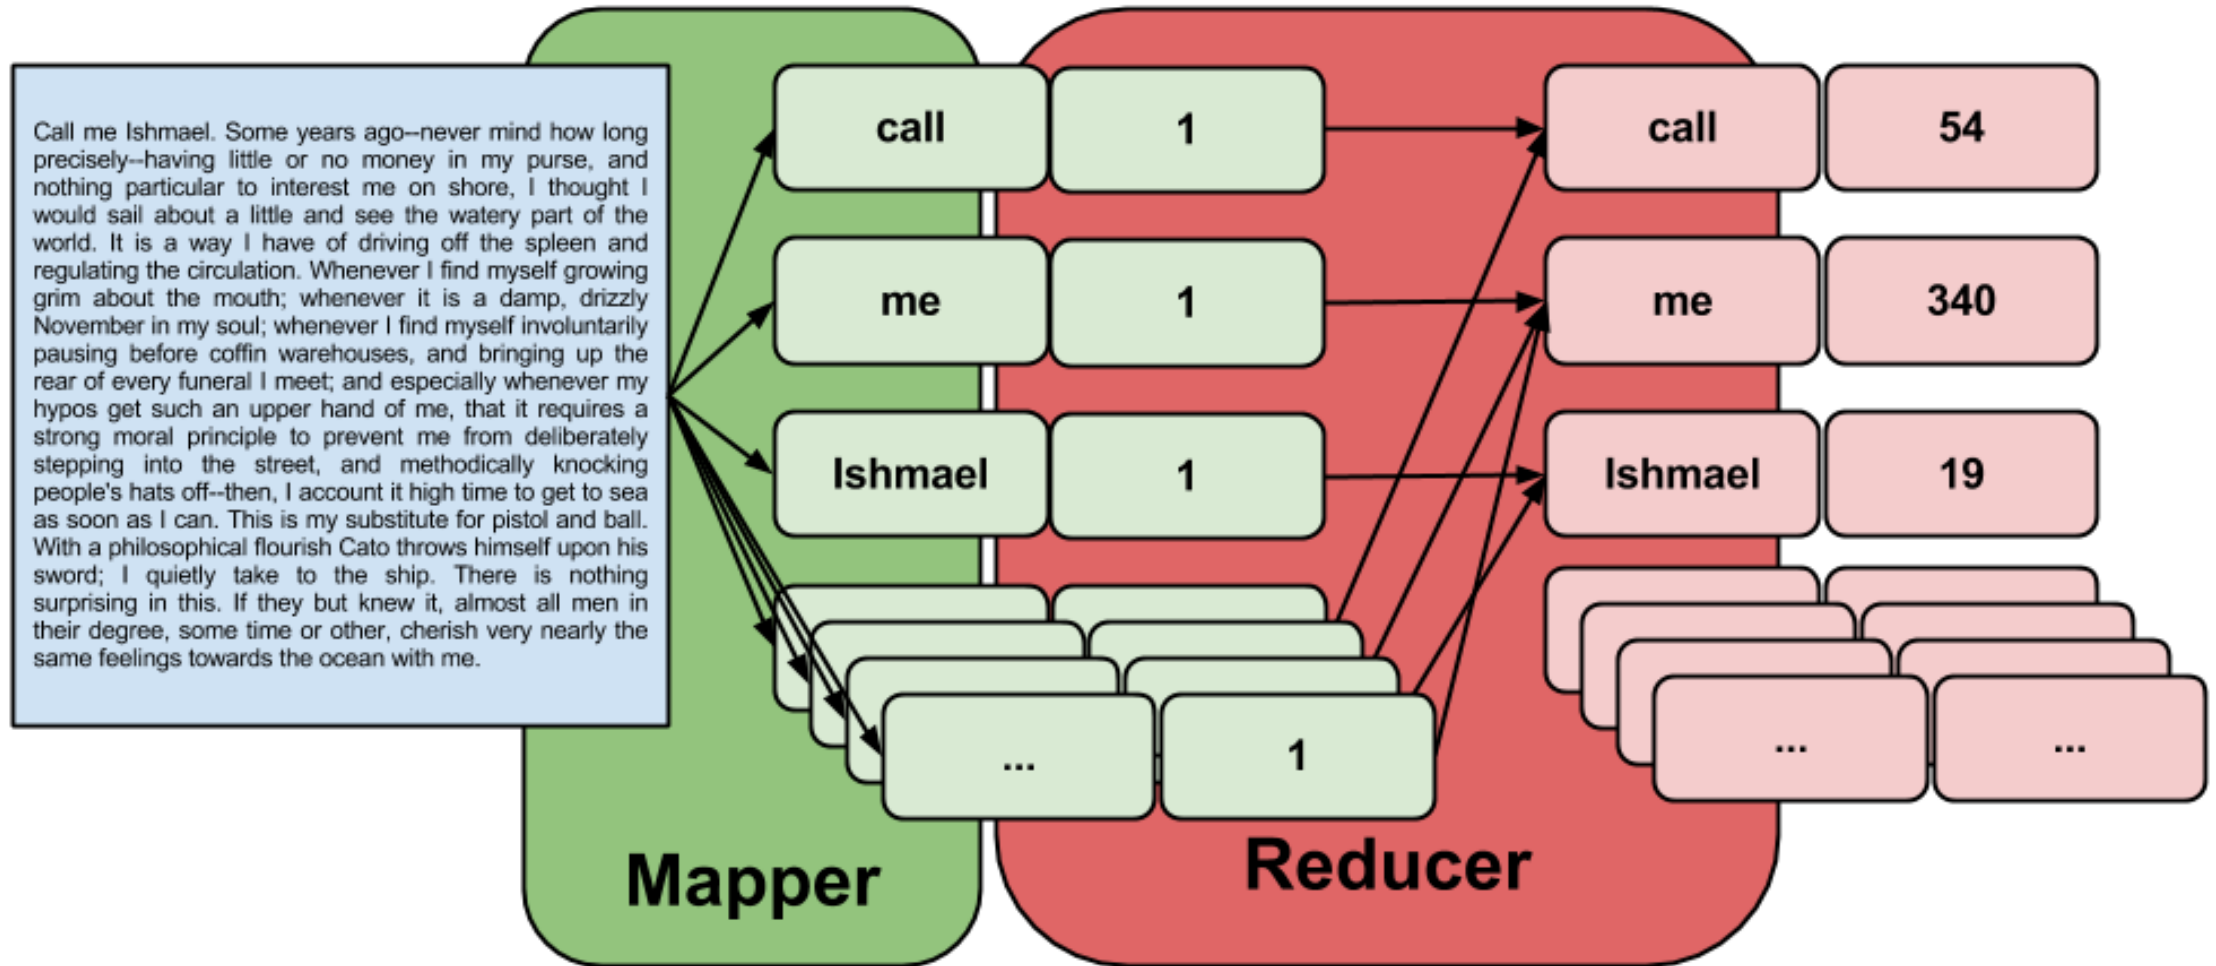 Call me Ishmael. Some years ago--never mind how long
precisely--having little or no money in my purse, and
nothing particular to interest me on shore, I thought I
would sail about a little and see the watery part of the
world. It is a way I have of driving off the spleen and
regulating the circulation. Whenever I find myself growing
grim about the mouth; whenever it is a damp, drizzly
November in my soul; whenever I find myself involuntarily
pausing before coffin warehouses, and bringing up the
rear of every funeral I meet; and especially whenever my
hypos get such an upper hand of me, that it requires a
strong moral principle to prevent me from deliberately
stepping into the street, and methodically knocking
people's hats off--then, I account it high time to get to sea
as soon as I can. This is my substitute for pistol and ball.
With a philosophical flourish Cato throws himself upon his
sword; I quietly take to the ship. There is nothing
surprising in this. If they but knew it, almost all men in
their degree, some time or other, cherish very nearly the
same feelings towards the ocean with me.
call 1 call 54
me 1 me 340
Ishmael 1 Ishmael 19
... 1 ... ...
Mapper
Reducer